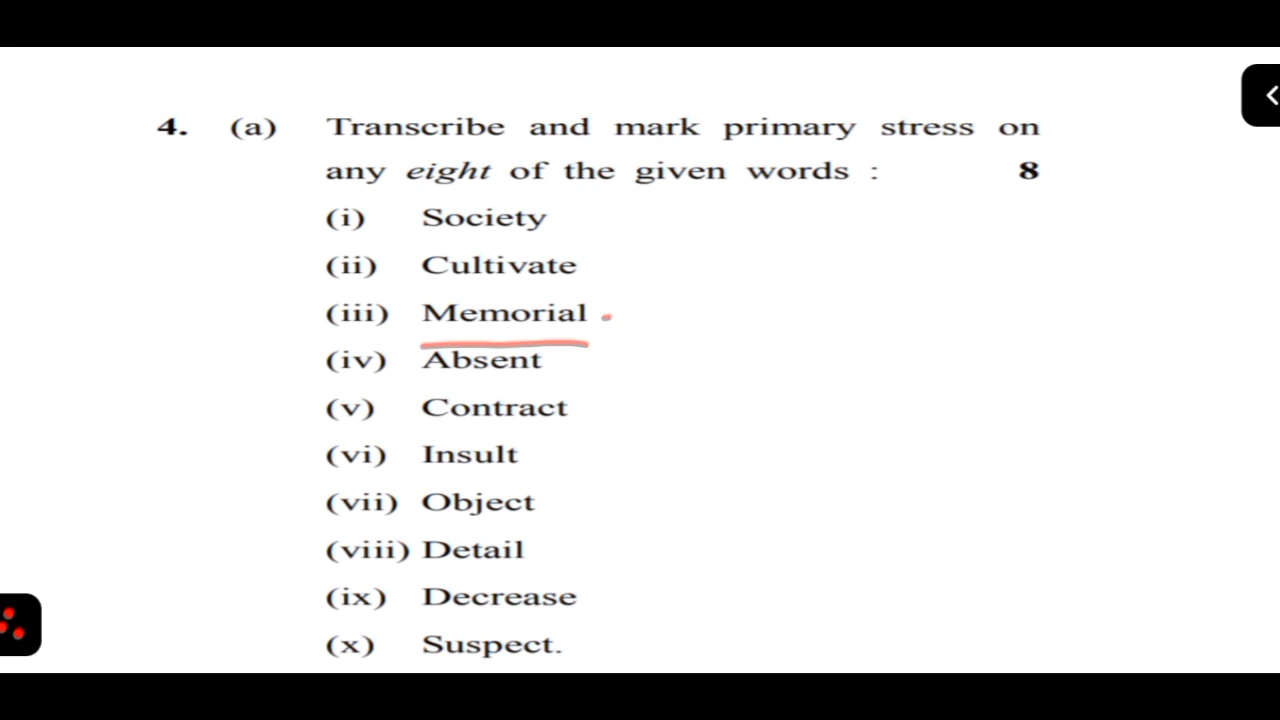 4. (a) Transcribe and mark primary stress on
any eight of the given words : 8
(i) Society
(ii) Cultivate
(iii) Memorial
(iv) Absent
(v) Contract
(vi) Insult
(vii) Object
(viii) Detail
(ix) Decrease
(x) Suspect.